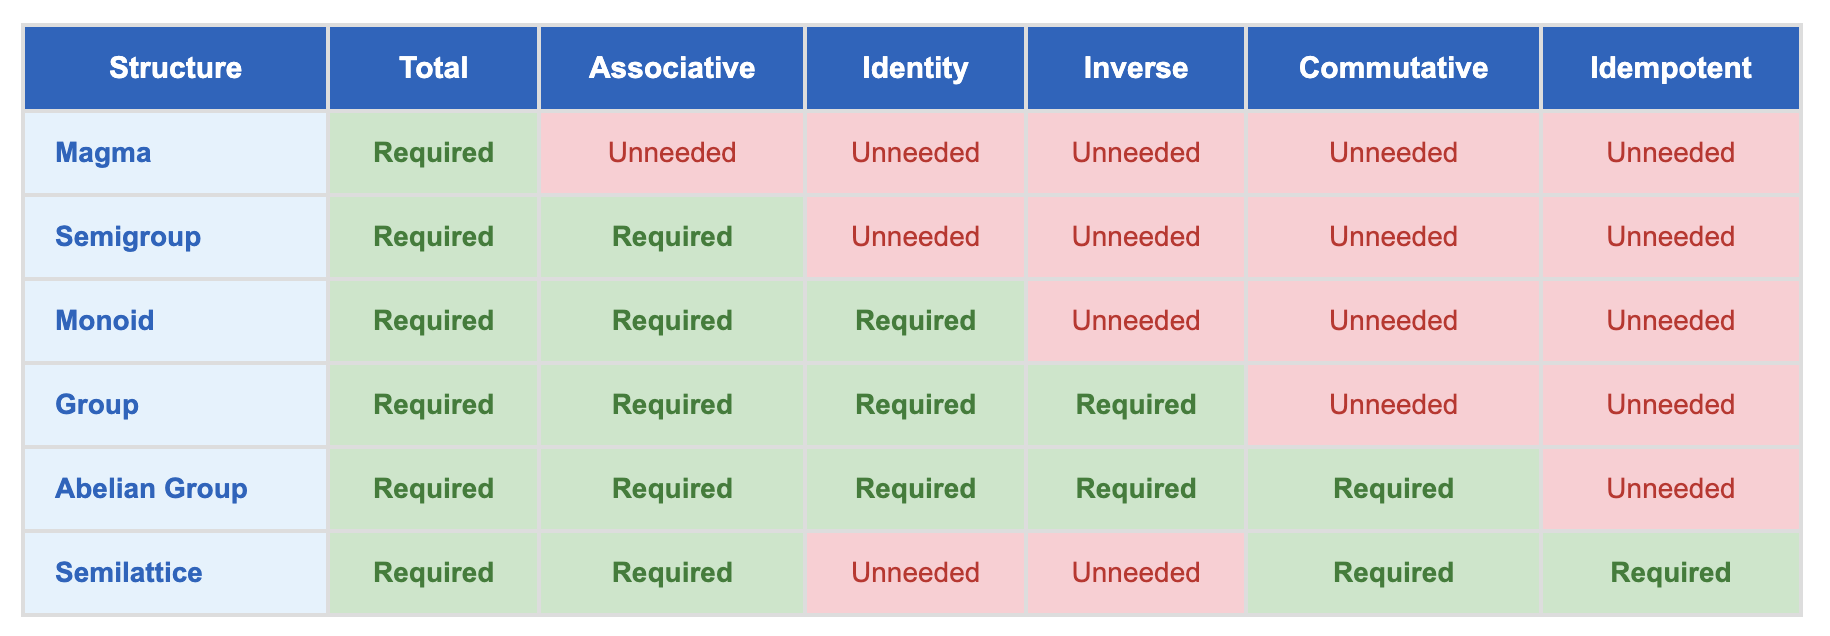 Structure Total Associative Identity Inverse Commutative Idempotent
Magma Required Unneeded Unneeded Unneeded Unneeded Unneeded
Semigroup Required Required Unneeded Unneeded Unneeded Unneeded
Monoid Required Required Required Unneeded Unneeded Unneeded
Group Required Required Required Required Unneeded Unneeded
Abelian Group Required Required Required Required Required Unneeded
Semilattice Required Required Unneeded Unneeded Required Required